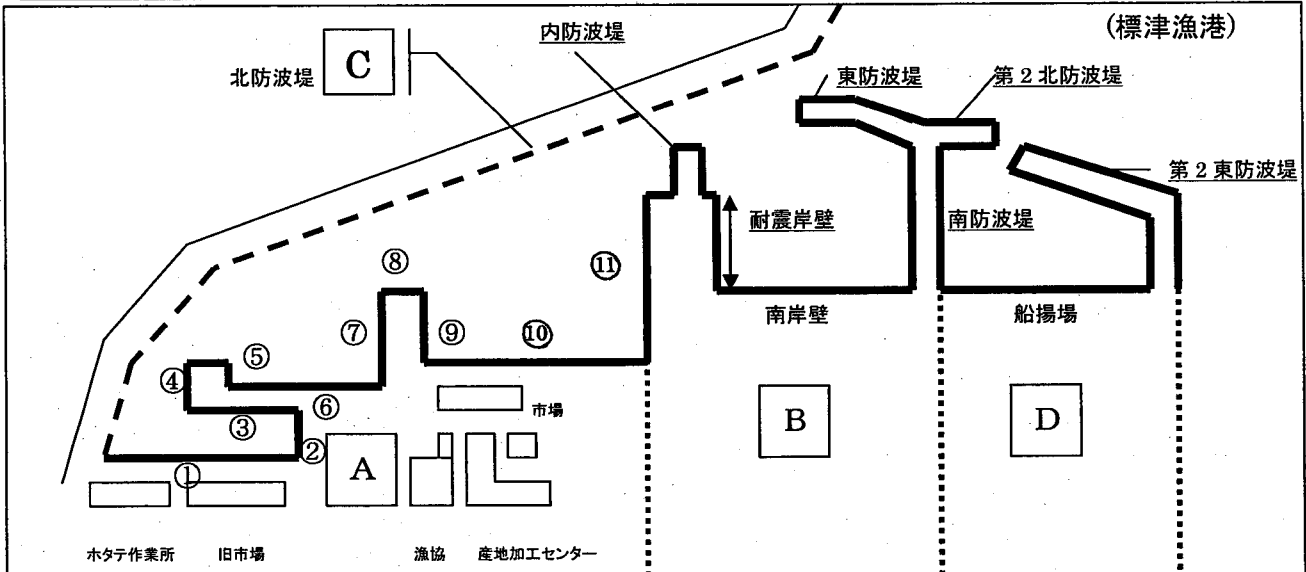 (標津漁港)
内防波堤
北防波堤
C
東防波堤
第2北防波堤
第2東防波堤
耐震岸壁
南防波堤
⑧
⑪
南岸壁
船揚場
⑦
⑨
⑩
⑤
④
⑥
③
市場
B
D
②
A
①
ホタテ作業所
旧市場
漁協
産地加工センター